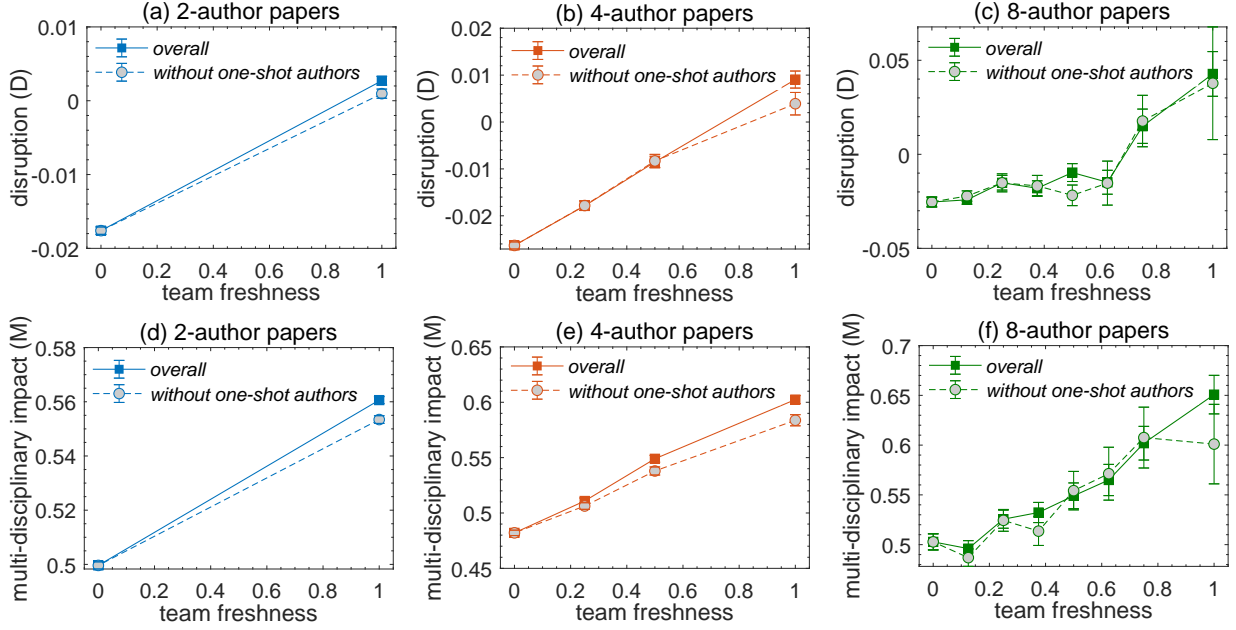 (a) 2-author papers
0.01
0
-0.01
-0.02
disruption (D)
overall
without one-shot authors
0 0.2 0.4 0.6 0.8 1
team freshness
(b) 4-author papers
0.02
0.01
0
-0.01
-0.02
disruption (D)
overall
without one-shot authors
0 0.2 0.4 0.6 0.8 1
team freshness
(c) 8-author papers
0.05
0
-0.05
disruption (D)
overall
without one-shot authors
0 0.2 0.4 0.6 0.8 1
team freshness
(d) 2-author papers
0.58
0.56
0.54
0.52
0.5
multi-disciplinary impact (M)
overall
without one-shot authors
0 0.2 0.4 0.6 0.8 1
team freshness
(e) 4-author papers
0.65
0.6
0.55
0.5
0.45
multi-disciplinary impact (M)
overall
without one-shot authors
0 0.2 0.4 0.6 0.8 1
team freshness
(f) 8-author papers
0.7
0.65
0.6
0.55
0.5
multi-disciplinary impact (M)
overall
without one-shot authors
0 0.2 0.4 0.6 0.8 1
team freshness